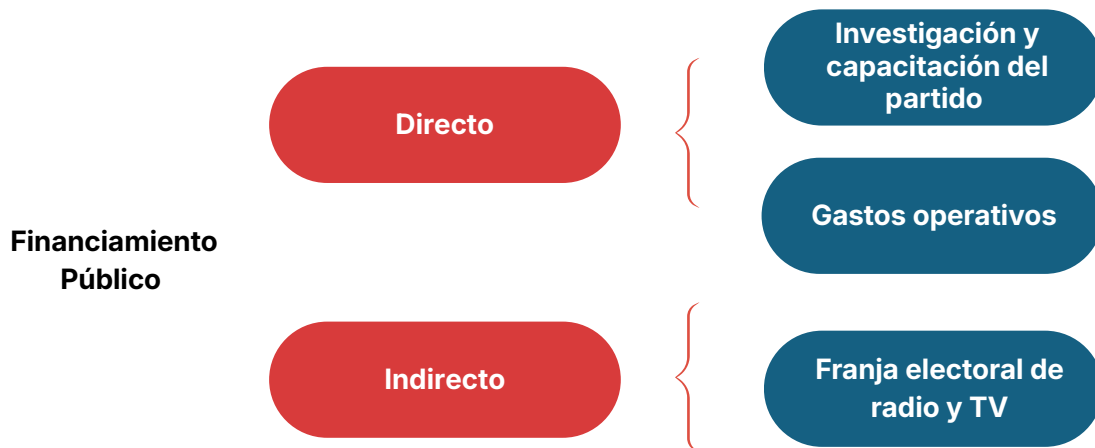 Financiamiento
Público
Directo
Investigación y
capacitación del
partido
Gastos operativos
Indirecto
Franja electoral de
radio y TV